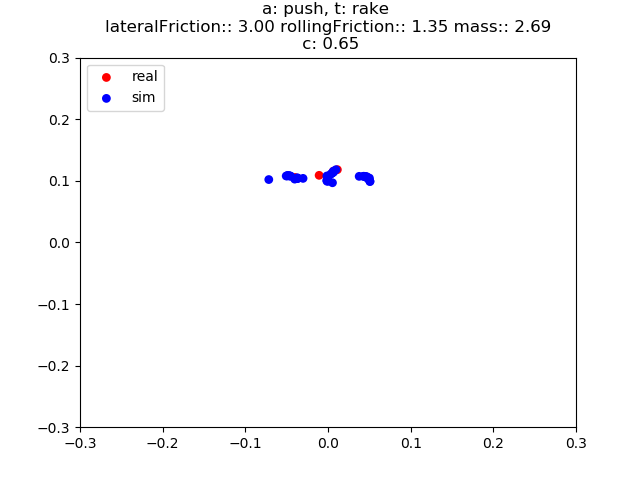 a: push, t: rake
lateralFriction:: 3.00 rollingFriction:: 1.35 mass:: 2.69
c: 0.65
real
sim
0.3
0.2
0.1
0.0
−0.1
−0.2
−0.3
−0.3 −0.2 −0.1 0.0 0.1 0.2 0.3